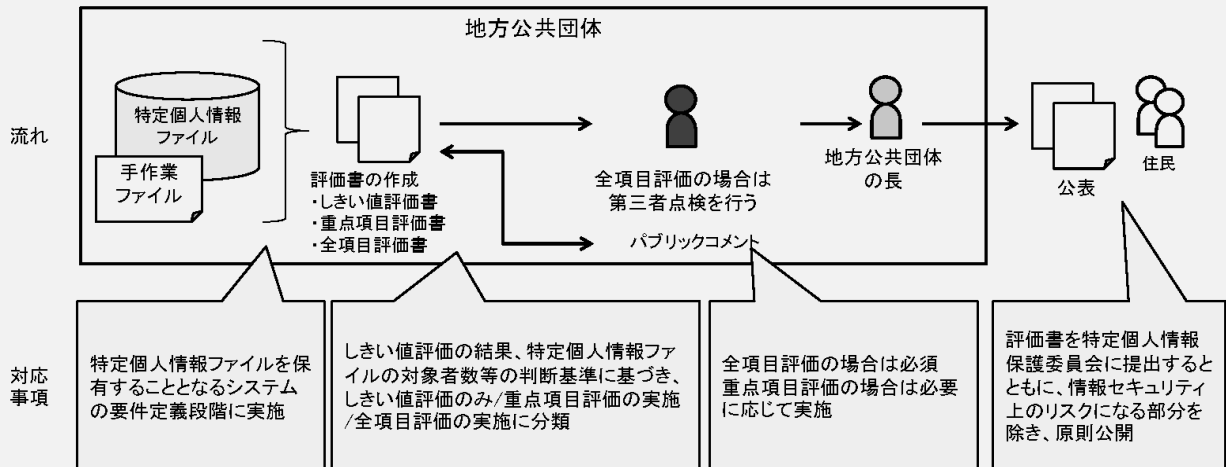 地方公共団体
流れ
特定個人情報
ファイル
手作業
ファイル
評価書の作成
・しきい値評価書
・重点項目評価書
・全項目評価書
全項目評価の場合は
第三者点検を行う
パブリックコメント
地方公共団体
の長
公表
住民
対応
事項
特定個人情報ファイルを保
有することとなるシステム
の要件定義段階に実施
しきい値評価の結果、特定個人情報ファ
イルの対象者数等の判断基準に基づき、
しきい値評価のみ/重点項目評価の実施
/全項目評価の実施に分類
全項目評価の場合は必須
重点項目評価の場合は必要
に応じて実施
評価書を特定個人情報
保護委員会に提出すると
ともに、情報セキュリティ
上のリスクになる部分を
除き、原則公開